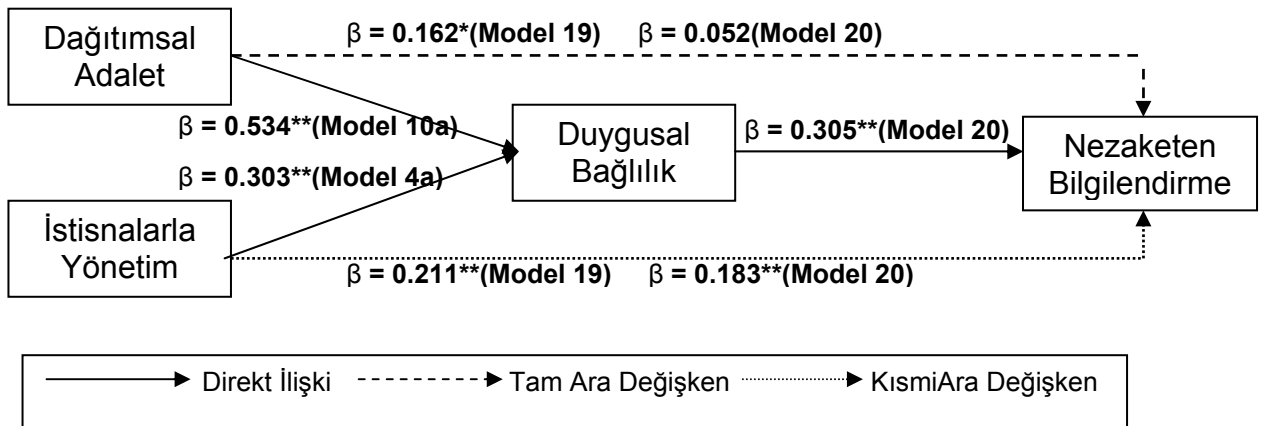 Dağıtımsal
Adalet
β = 0.162*(Model 19) β = 0.052(Model 20)
β = 0.534**(Model 10a)
β = 0.303**(Model 4a)
Duygusal
Bağlılık
β = 0.305**(Model 20)
Nezaketen
Bilgilendirme
İstisnalarla
Yönetim
β = 0.211**(Model 19) β = 0.183**(Model 20)
Direkt İlişki Tam Ara Değişken KısmiAra Değişken